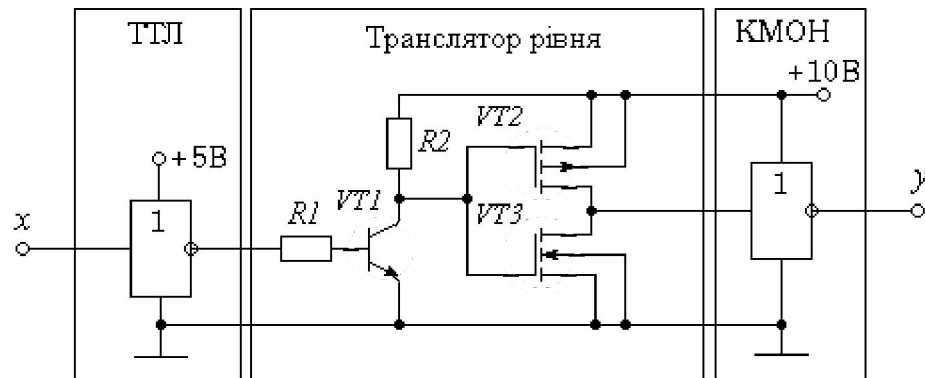 ТТЛ
Транслятор рівня
КМОН
+10В
VT2
R2
+5В
1
1
x
R1
VT1
VT3
y